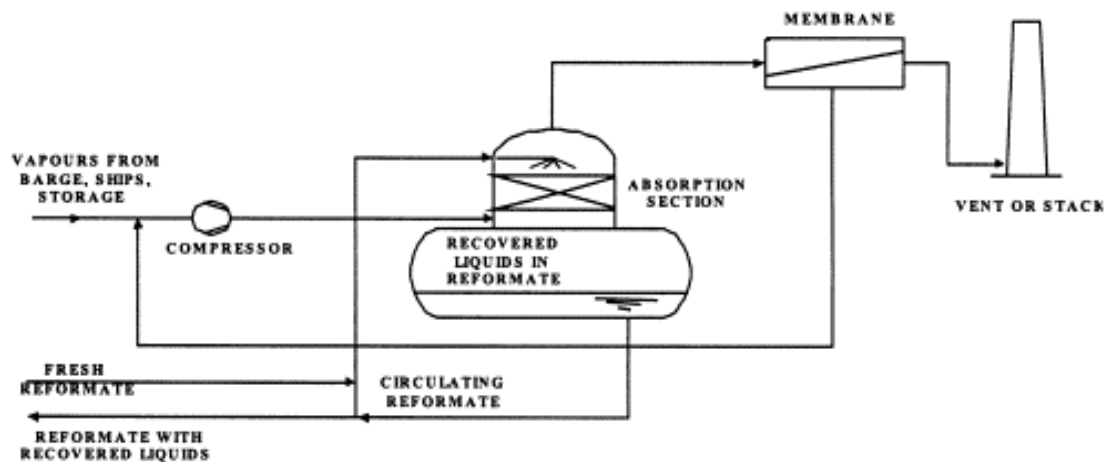 MEMBRANE
VAPOURS FROM
BARGE, SHIPS,
STORAGE
COMPRESSOR
ABSORPTION
SECTION
VENT OR STACK
RECOVERED
LIQUIDS IN
REFORMATE
FRESH
REFORMATE
CIRCULATING
REFORMATE
REFORMATE WITH
RECOVERED LIQUIDS